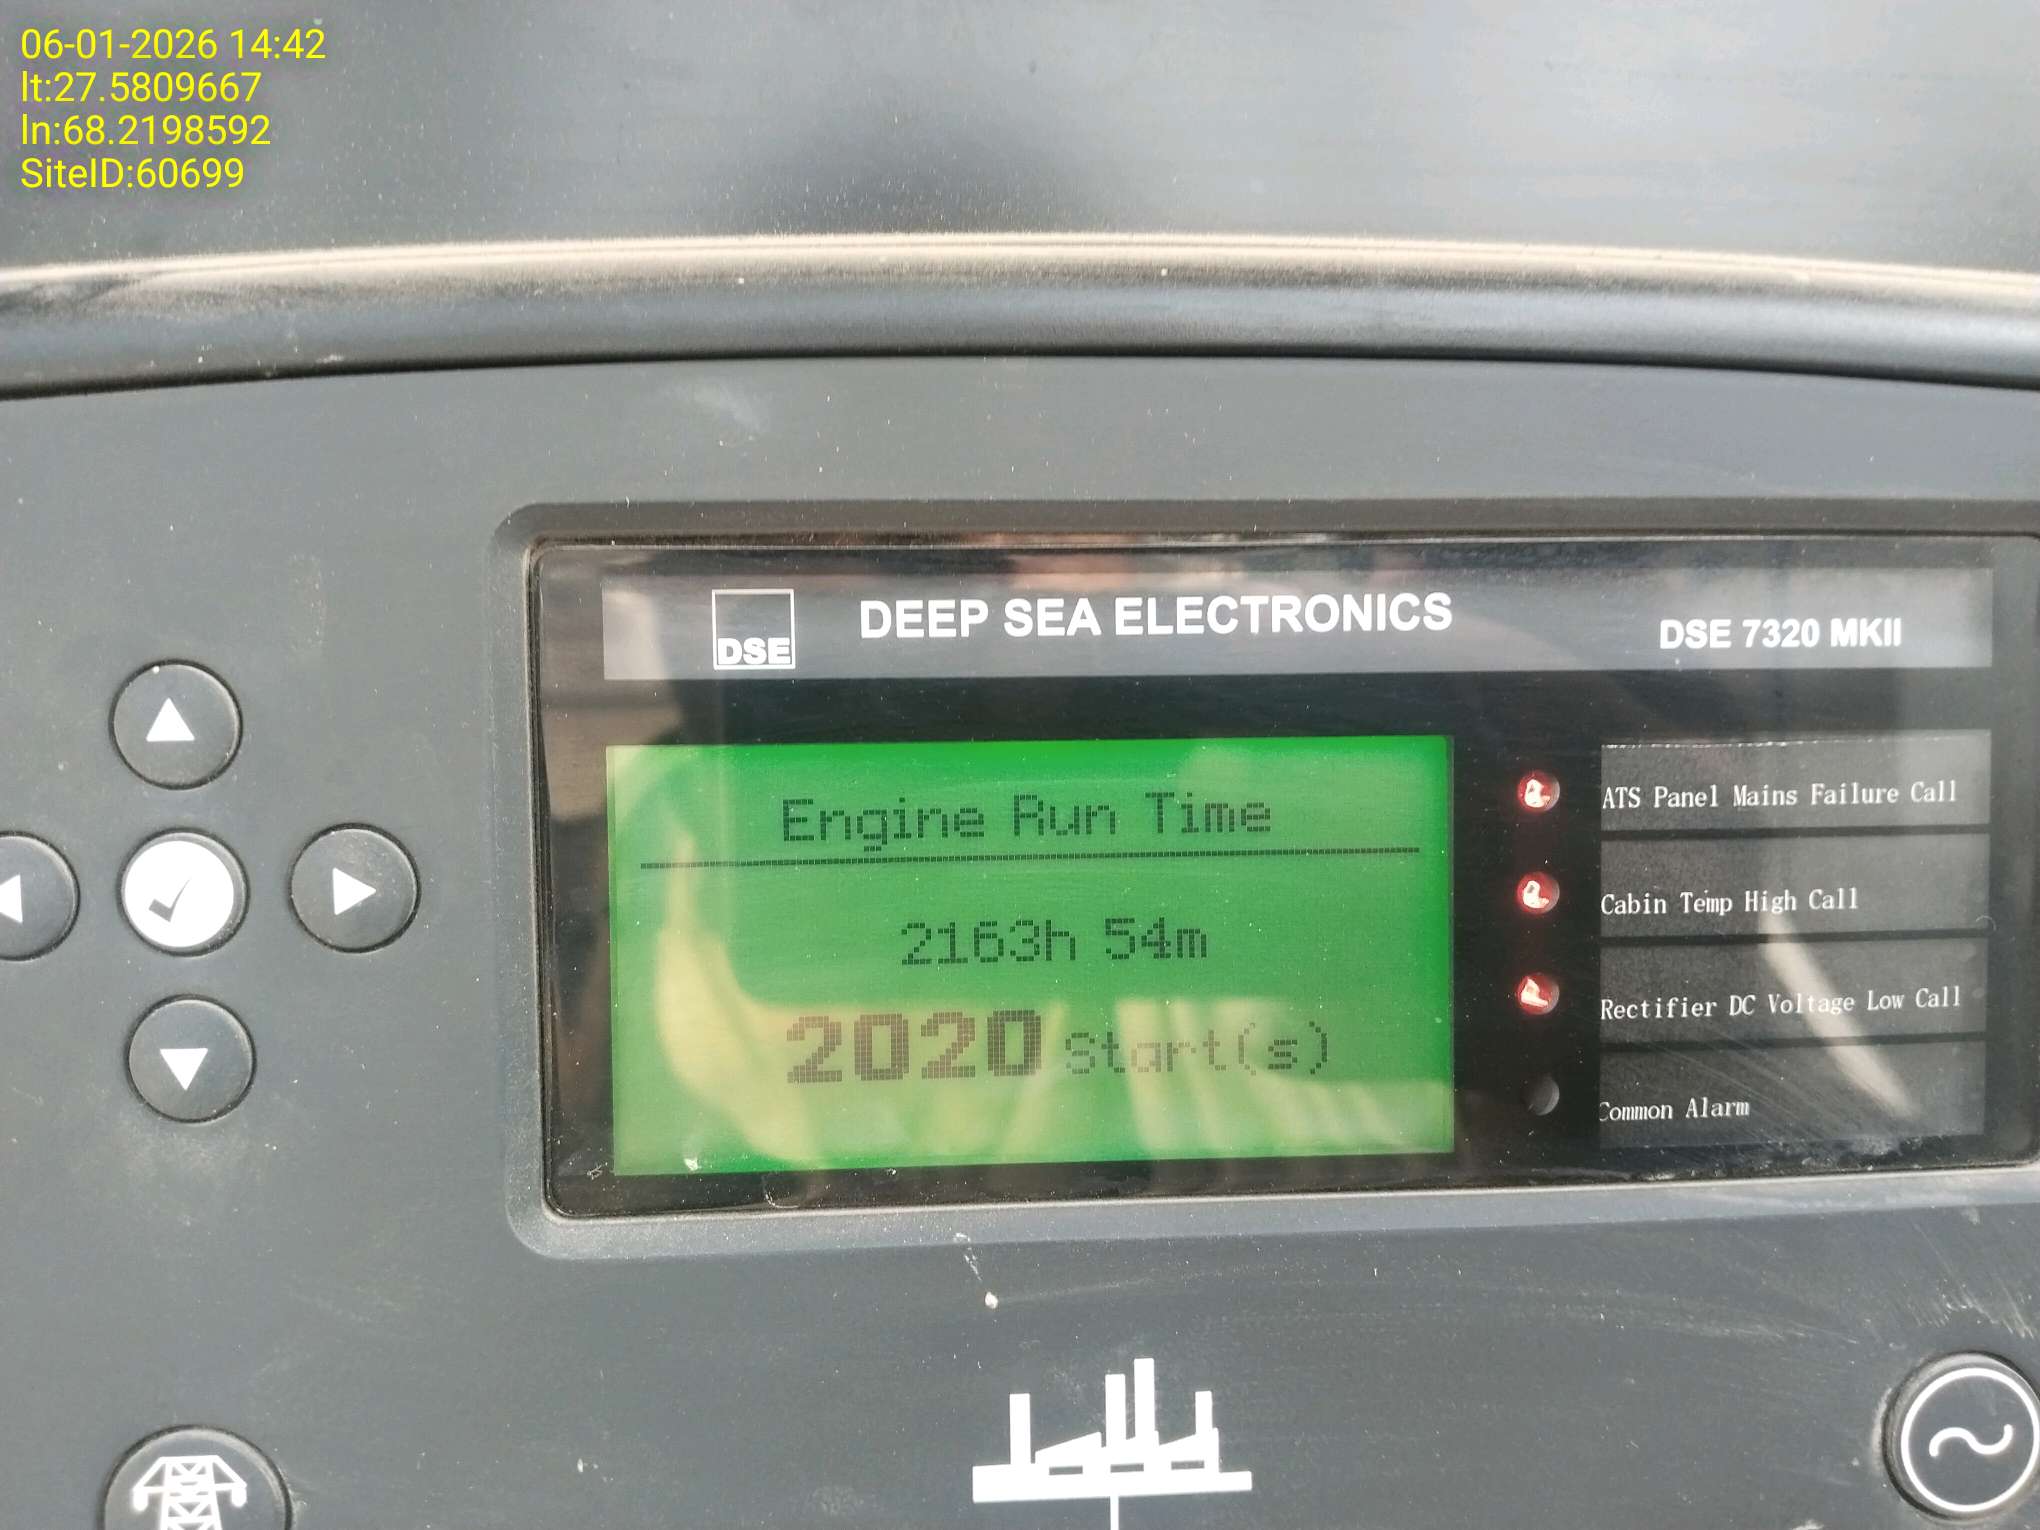 06-01-2026 14:42
lt:27.5809667
ln:68.2198592
SiteID:60699
DSE
DEEP SEA ELECTRONICS
DSE 7320 MKII
Engine Run Time
2163h 54m
2020 Start(s)
ATS Panel Mains Failure Call
Cabin Temp High Call
Rectifier DC Voltage Low Call
Common Alarm